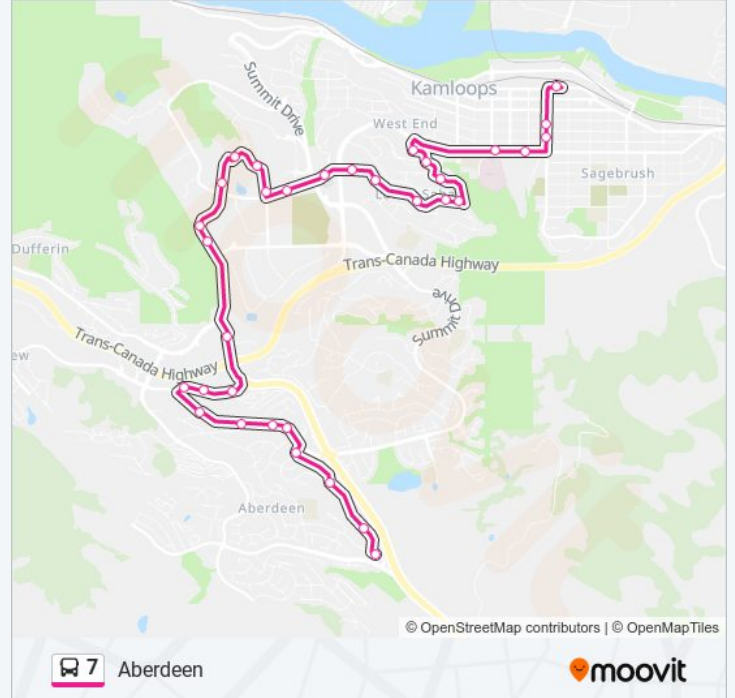 Kamloops
Summit Drive
West End
Sagebrush
Dufferin
Trans-Canada Highway
Summit Drive
Trans-Canada Highway
ew
Aberdeen
© OpenStreetMap contributors | © OpenMapTiles
7 Aberdeen
moovit